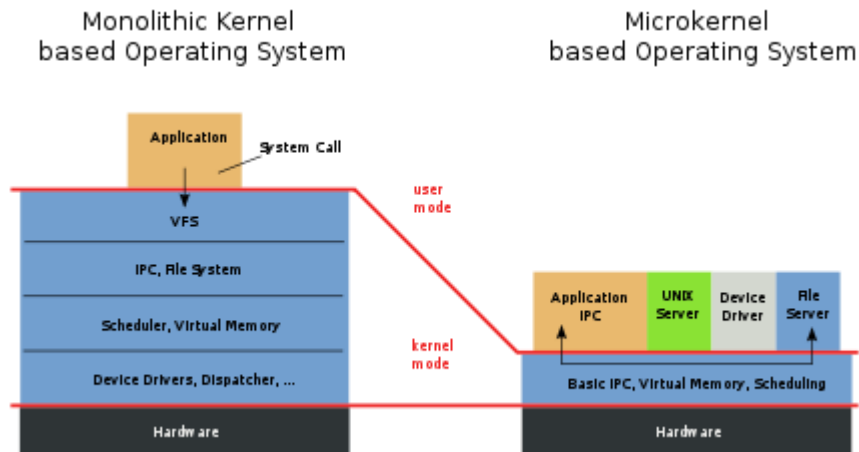 Monolithic Kernel
based Operating System
Microkernel
based Operating System
Application
System Call
VFS
IPC, File System
Scheduler, Virtual Memory
Device Drivers, Dispatcher, ...
Hardware
user
mode
kernel
mode
Application
IPC
UNIX
Server
Device
Driver
File
Server
Basic IPC, Virtual Memory, Scheduling
Hardware